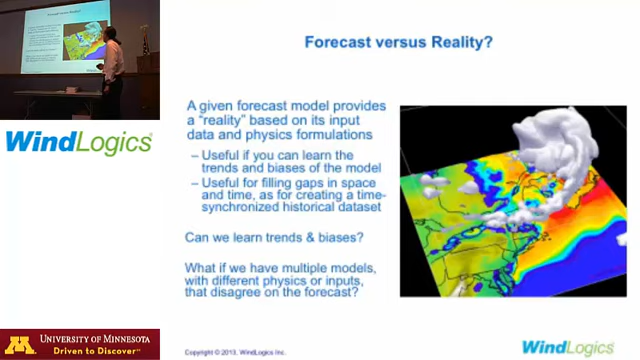 Forecast versus Reality?
A given forecast model provides
a "reality" based on its input
data and physics formulations
– Useful if you can learn the
trends and biases of the model
– Useful for filling gaps in space
and time, as for creating a time-
synchronized historical dataset
Can we learn trends & biases?
What if we have multiple models,
with different physics or inputs,
that disagree on the forecast?
WindLogics®
M
UNIVERSITY OF MINNESOTA
Driven to Discover℠
Copyright © 2013, WindLogics Inc.
WindLogics